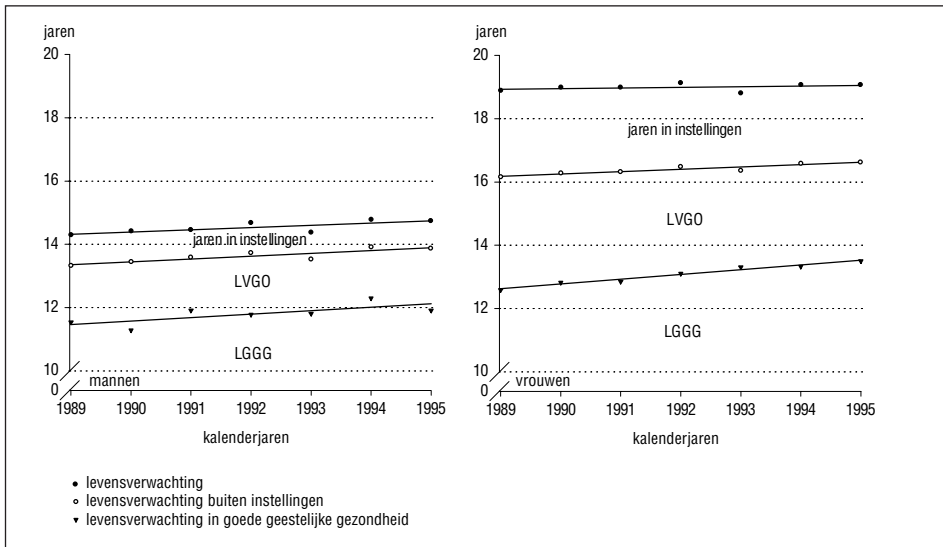 jaren
20
18
16
14
12
10
0
jaren in instellingen
LVGO
LGGG
mannen
1989 1990 1991 1992 1993 1994 1995
kalenderjaren
jaren
20
18
16
14
12
10
0
jaren in instellingen
LVGO
LGGG
vrouwen
1989 1990 1991 1992 1993 1994 1995
kalenderjaren
levensverwachting
levensverwachting buiten instellingen
levensverwachting in goede geestelijke gezondheid